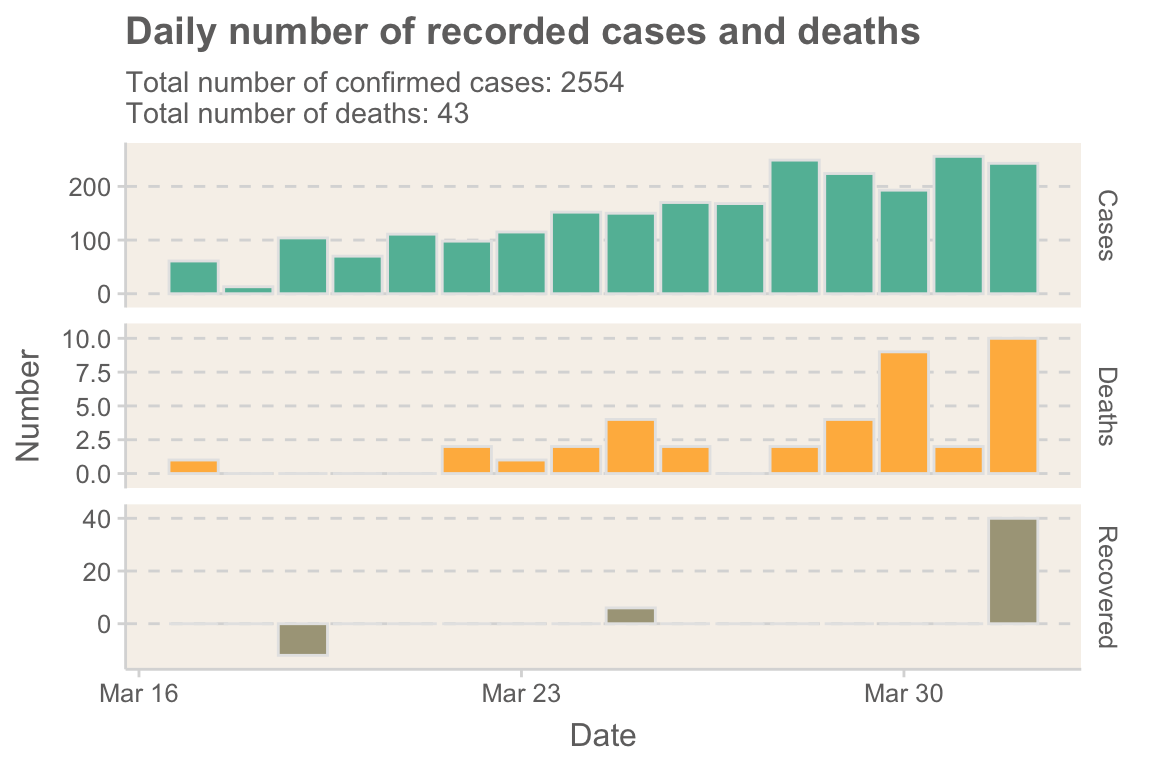 Daily number of recorded cases and deaths
Total number of confirmed cases: 2554
Total number of deaths: 43
200
100
0
Cases
10.0
7.5
5.0
2.5
0.0
Deaths
Number
40
20
0
Recovered
Mar 16
Mar 23
Mar 30
Date